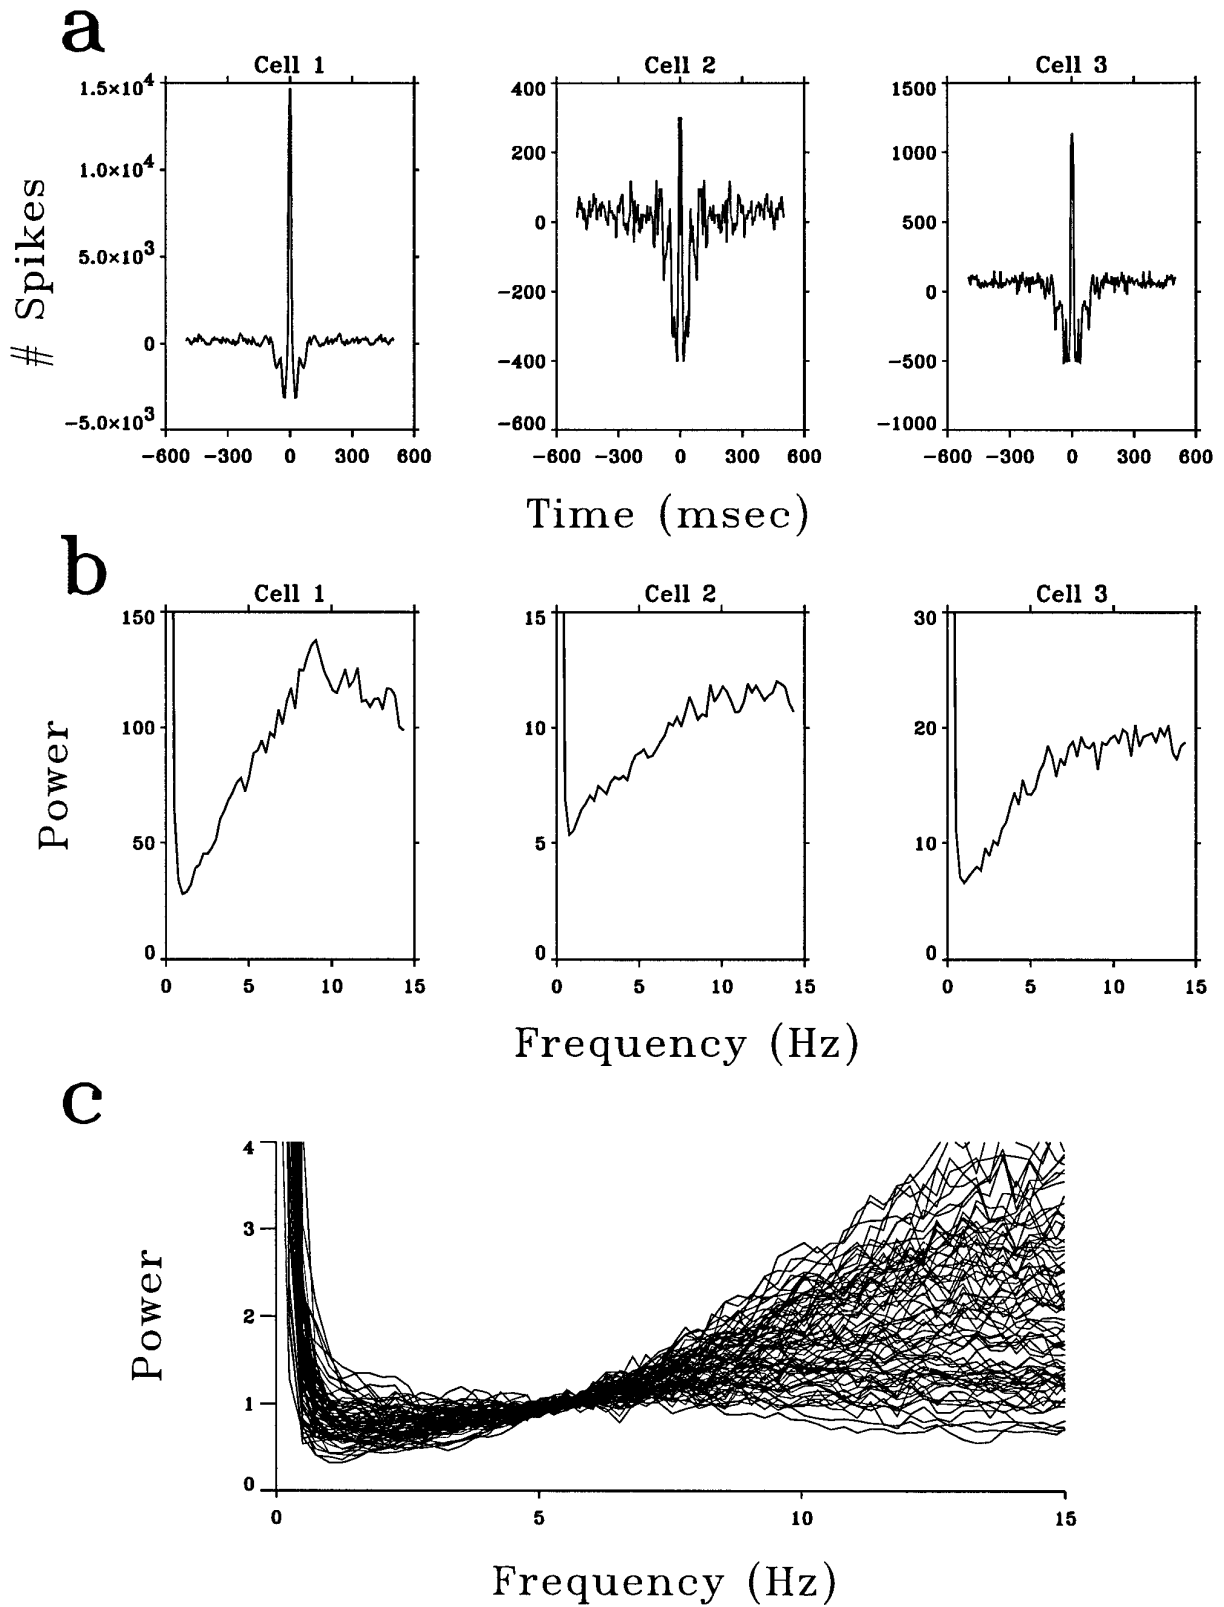 a
Cell 1 Cell 2 Cell 3
1.5×10⁴ 400 1500
1.0×10⁴ 200 1000
5.0×10³ 0 500
0 −200 0
−5.0×10³ −400 −500
−600 −1000
# Spikes
−600 −300 0 300 600 −600 −300 0 300 600 −600 −300 0 300 600
Time (msec)
b
Cell 1 Cell 2 Cell 3
150 15 30
100 10 20
50 5 10
0 0 0
Power
0 5 10 15 0 5 10 15 0 5 10 15
Frequency (Hz)
c
4
3
2
1
0
Power
0 5 10 15
Frequency (Hz)